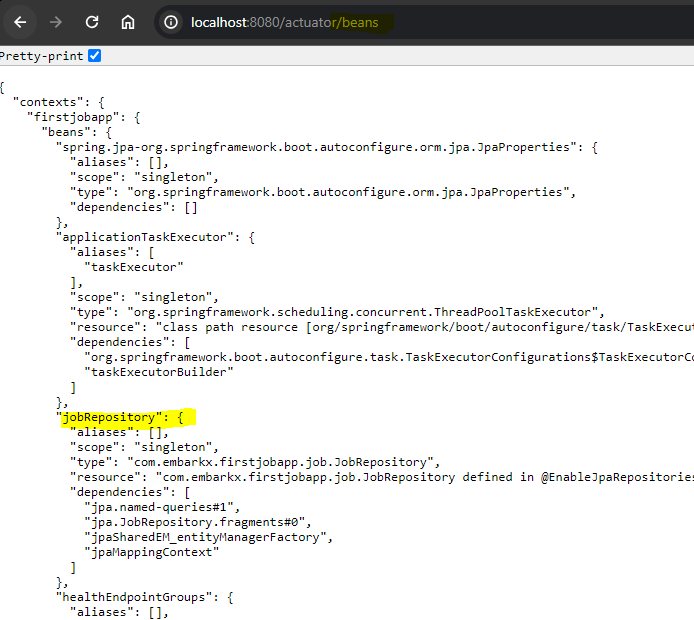 localhost:8080/actuator/beans
Pretty-print
{
"contexts": {
"firstjobapp": {
"beans": {
"spring.jpa-org.springframework.boot.autoconfigure.orm.jpa.JpaProperties": {
"aliases": [],
"scope": "singleton",
"type": "org.springframework.boot.autoconfigure.orm.jpa.JpaProperties",
"dependencies": []
},
"applicationTaskExecutor": {
"aliases": [
"taskExecutor"
],
"scope": "singleton",
"type": "org.springframework.scheduling.concurrent.ThreadPoolTaskExecutor",
"resource": "class path resource [org/springframework/boot/autoconfigure/task/TaskExecut
"dependencies": [
"org.springframework.boot.autoconfigure.task.TaskExecutorConfigurations$TaskExecutorCo
"taskExecutorBuilder"
]
},
"jobRepository": {
"aliases": [],
"scope": "singleton",
"type": "com.embarkx.firstjobapp.job.JobRepository",
"resource": "com.embarkx.firstjobapp.job.JobRepository defined in @EnableJpaRepositories
"dependencies": [
"jpa.named-queries#1",
"jpa.JobRepository.fragments#0",
"jpaSharedEM_entityManagerFactory",
"jpaMappingContext"
]
},
"healthEndpointGroups": {
"aliases": [],